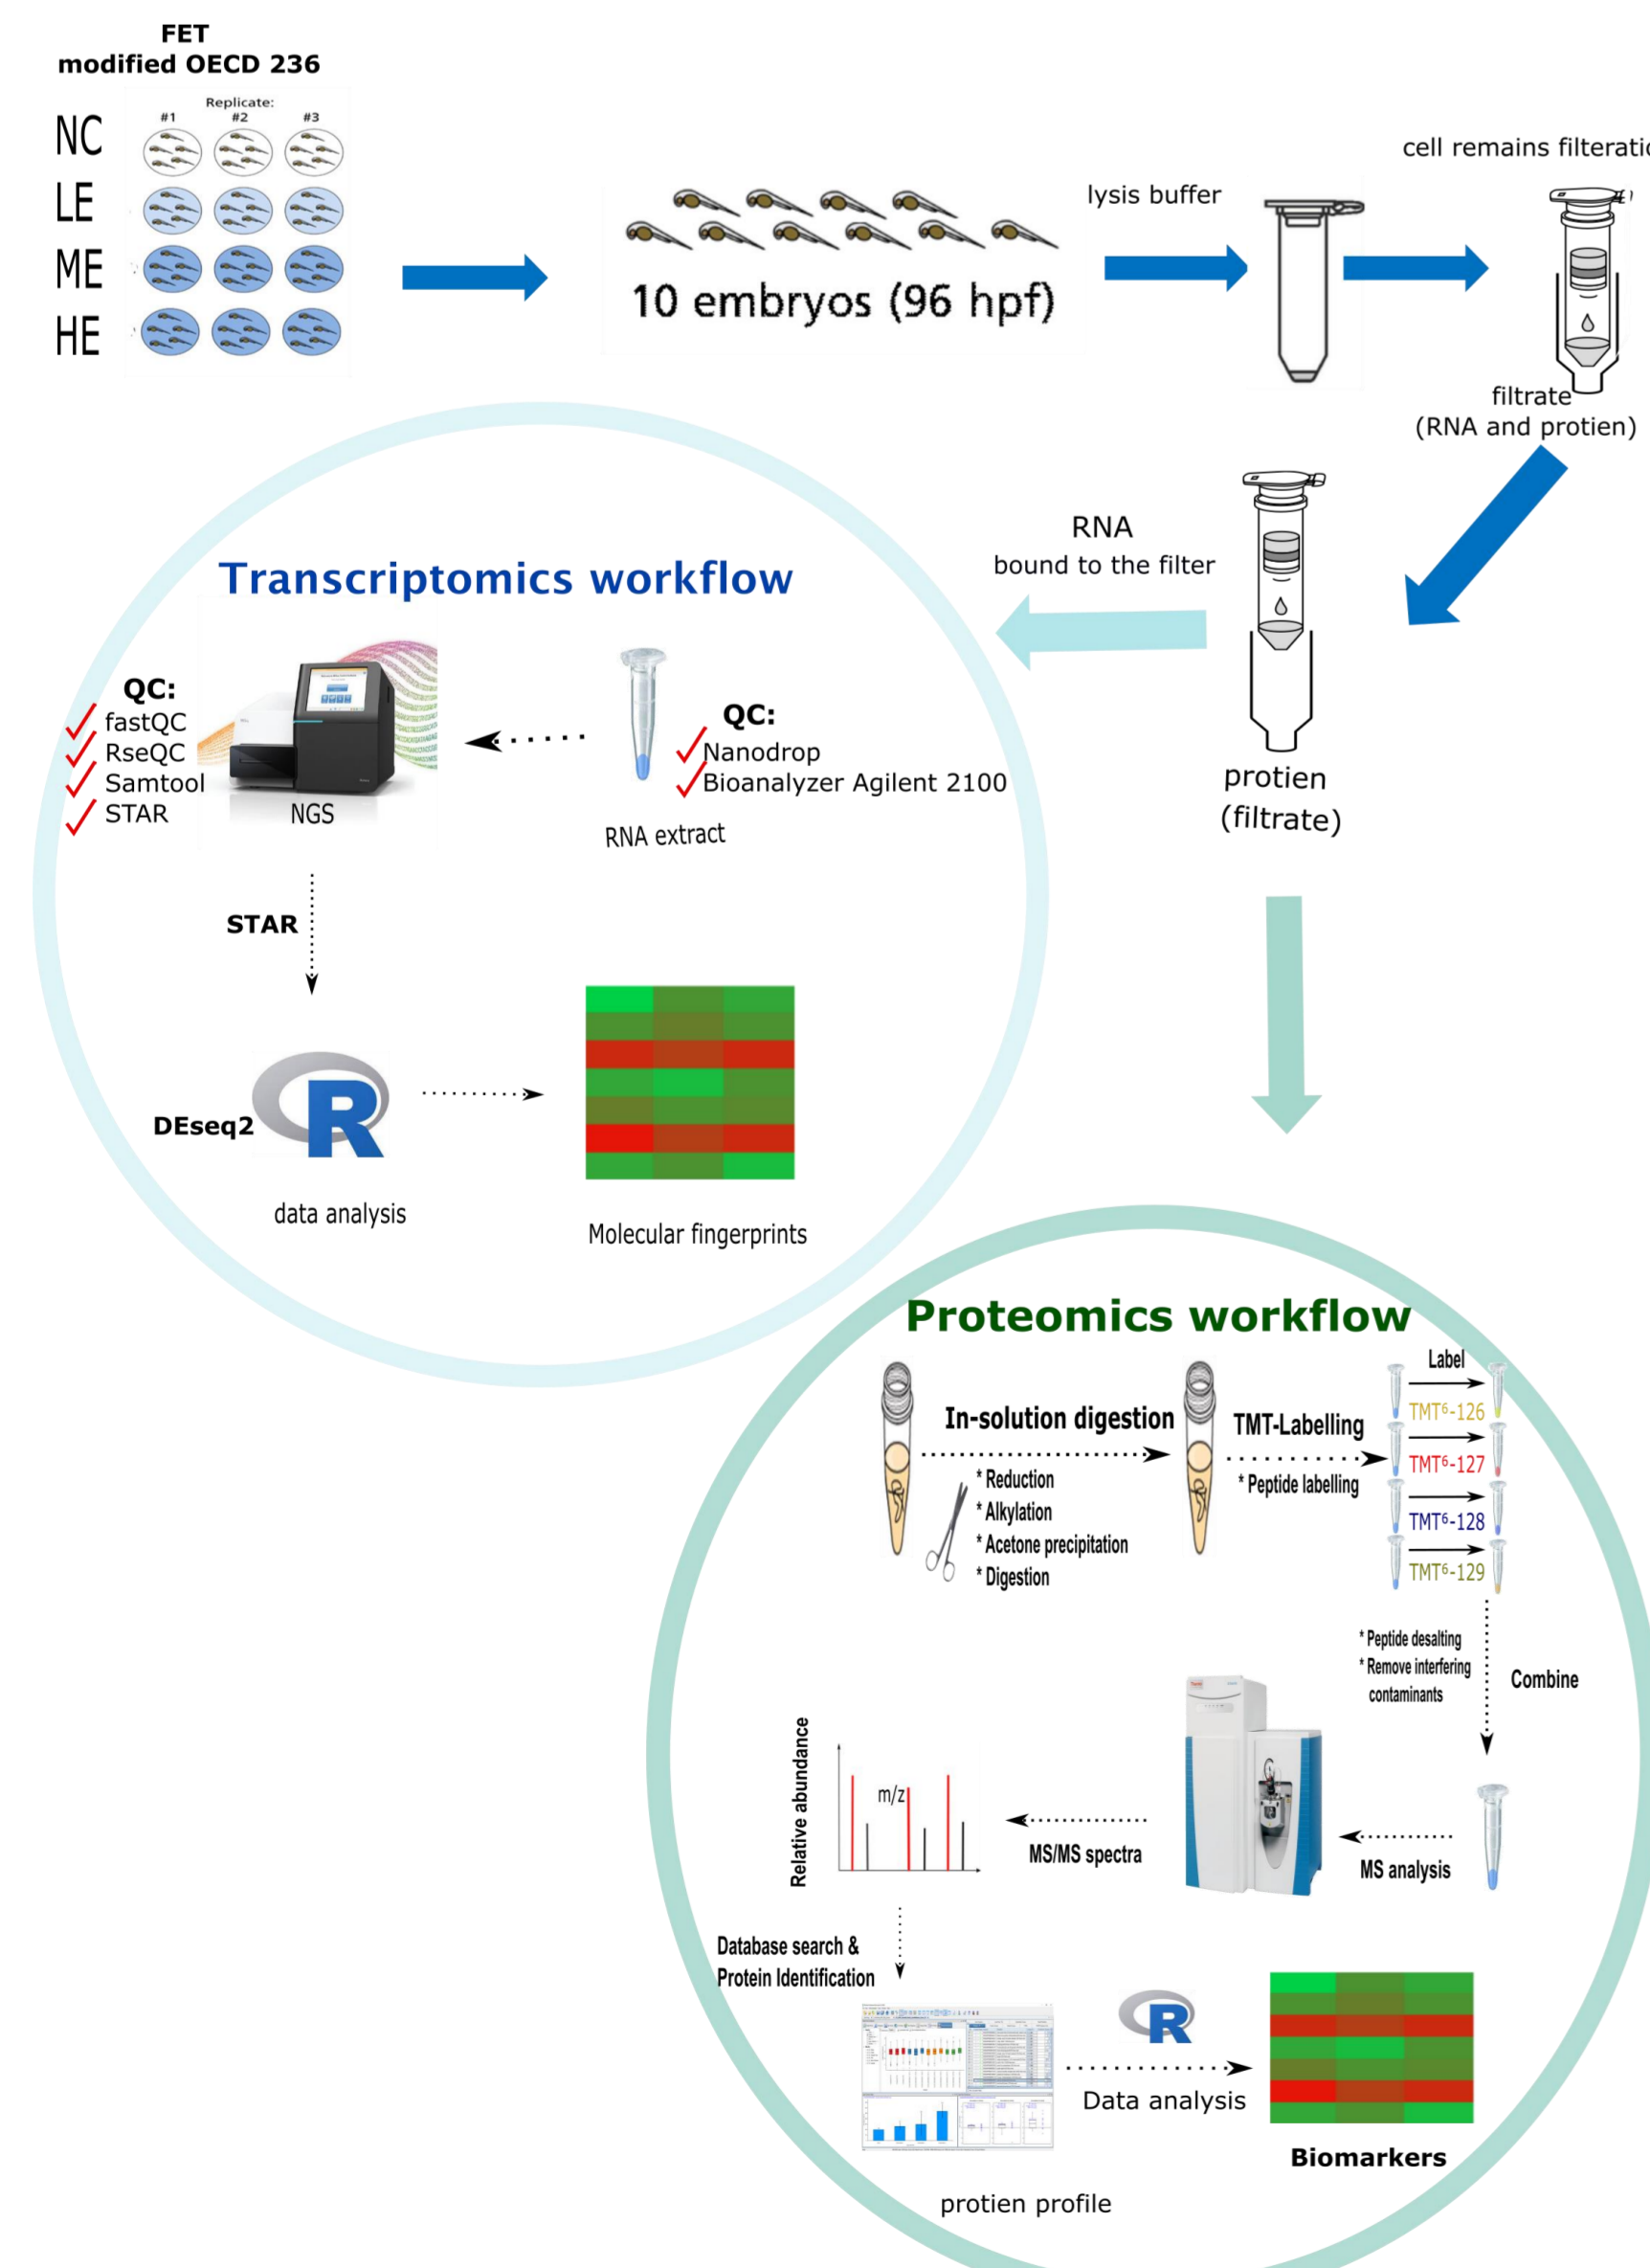 FET
modified OECD 236
Replicate:
#1 #2 #3
NC
LE
ME
HE
10 embryos (96 hpf)
lysis buffer
cell remains filteratio
filtrate
(RNA and protien)
RNA
bound to the filter
protien
(filtrate)
Transcriptomics workflow
QC:
fastQC
RseQC
Samtool
STAR
NGS
QC:
Nanodrop
Bioanalyzer Agilent 2100
RNA extract
STAR
DEseq2
R
data analysis
Molecular fingerprints
Proteomics workflow
In-solution digestion
* Reduction
* Alkylation
* Acetone precipitation
* Digestion
TMT-Labelling
* Peptide labelling
Label
TMT⁶-126
TMT⁶-127
TMT⁶-128
TMT⁶-129
* Peptide desalting
* Remove interfering
contaminants
Combine
MS analysis
MS/MS spectra
Relative abundance
m/z
Database search &
Protein Identification
protien profile
R
Data analysis
Biomarkers